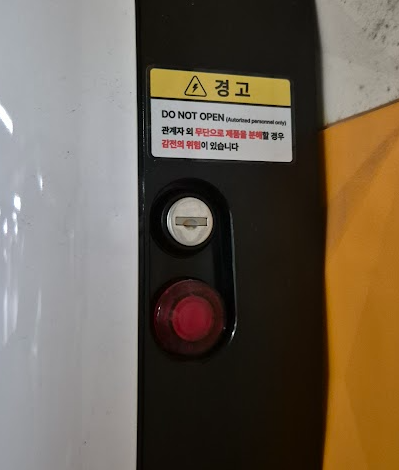 경고
DO NOT OPEN (Autorized personnel only)
관계자 외 무단으로 제품을 분해할 경우
감전의 위험이 있습니다